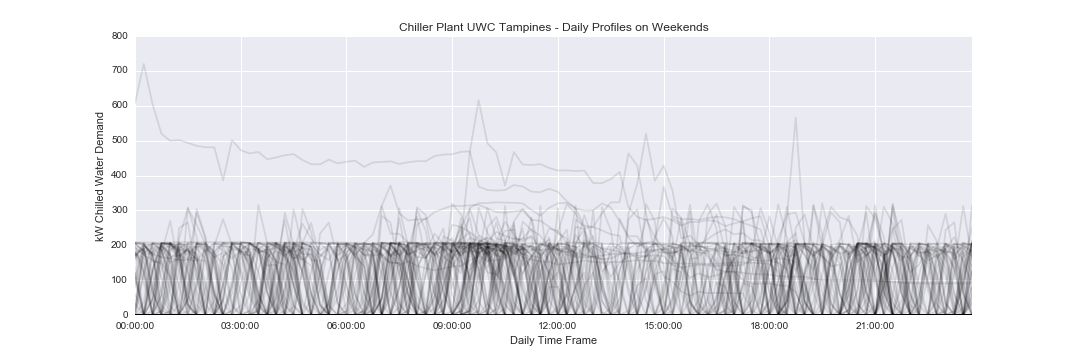 Chiller Plant UWC Tampines - Daily Profiles on Weekends
kW Chilled Water Demand
800
700
600
500
400
300
200
100
0
00:00:00 03:00:00 06:00:00 09:00:00 12:00:00 15:00:00 18:00:00 21:00:00
Daily Time Frame